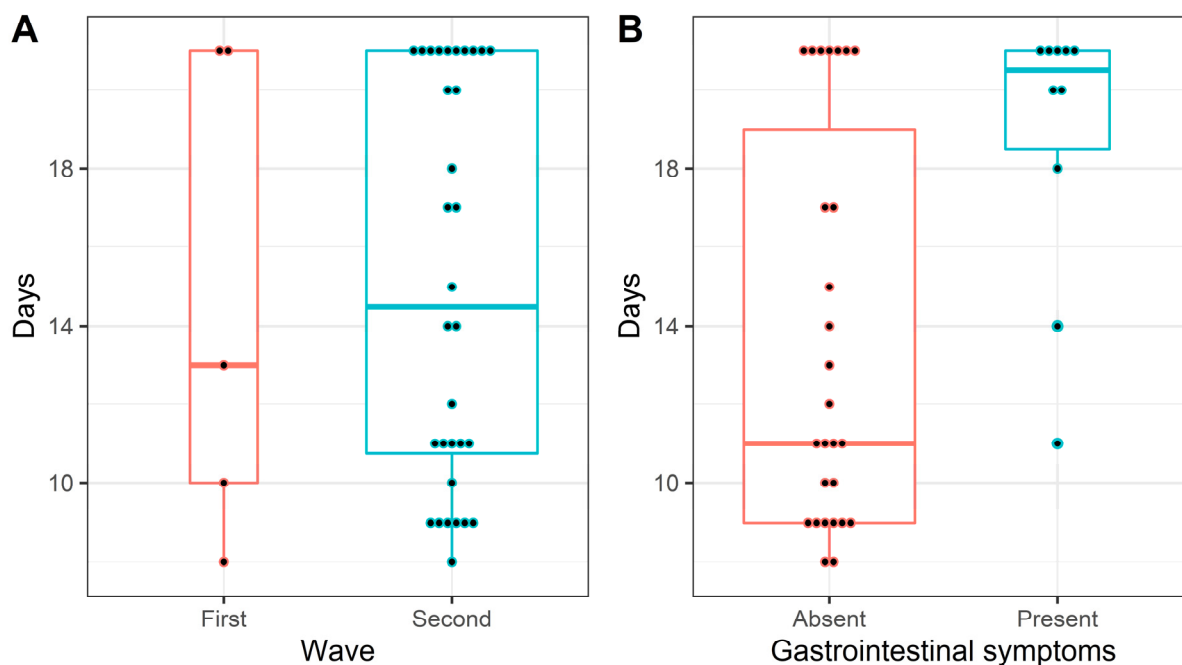 A
Days
18
14
10
First Second
Wave
B
Days
18
14
10
Absent Present
Gastrointestinal symptoms